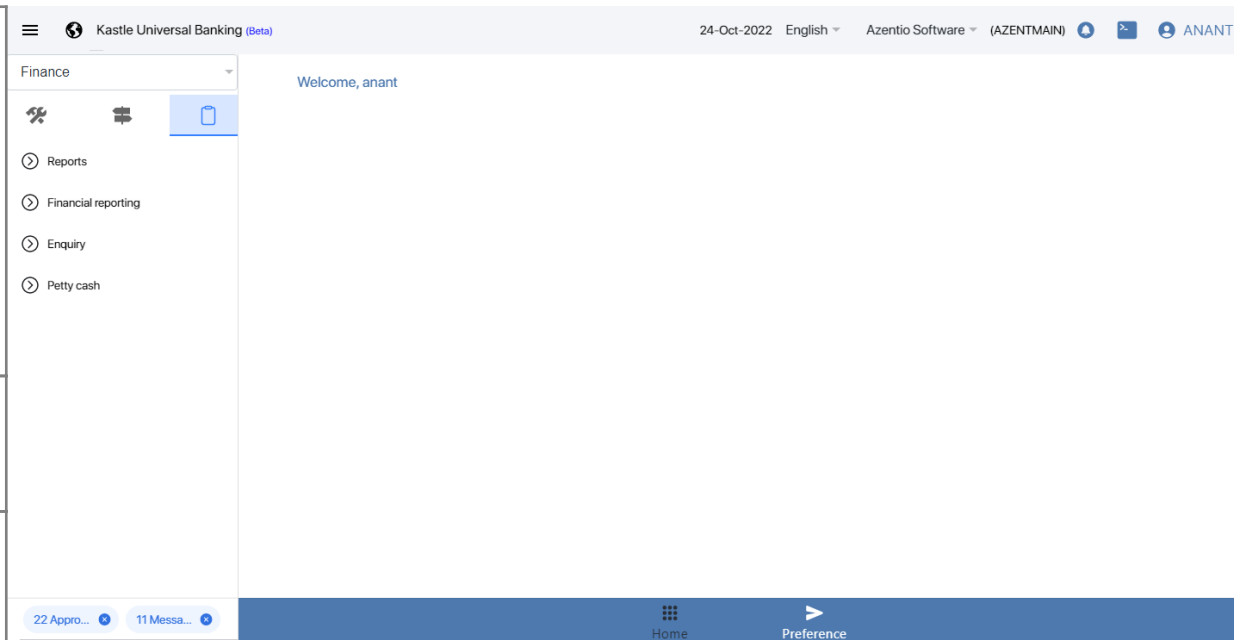 Kastle Universal Banking (Beta)
24-Oct-2022 English Azentio Software (AZENTMAIN) ANANT
Finance
Welcome, anant
Reports
Financial reporting
Enquiry
Petty cash
22 Appro... 11 Messa...
Home Preference